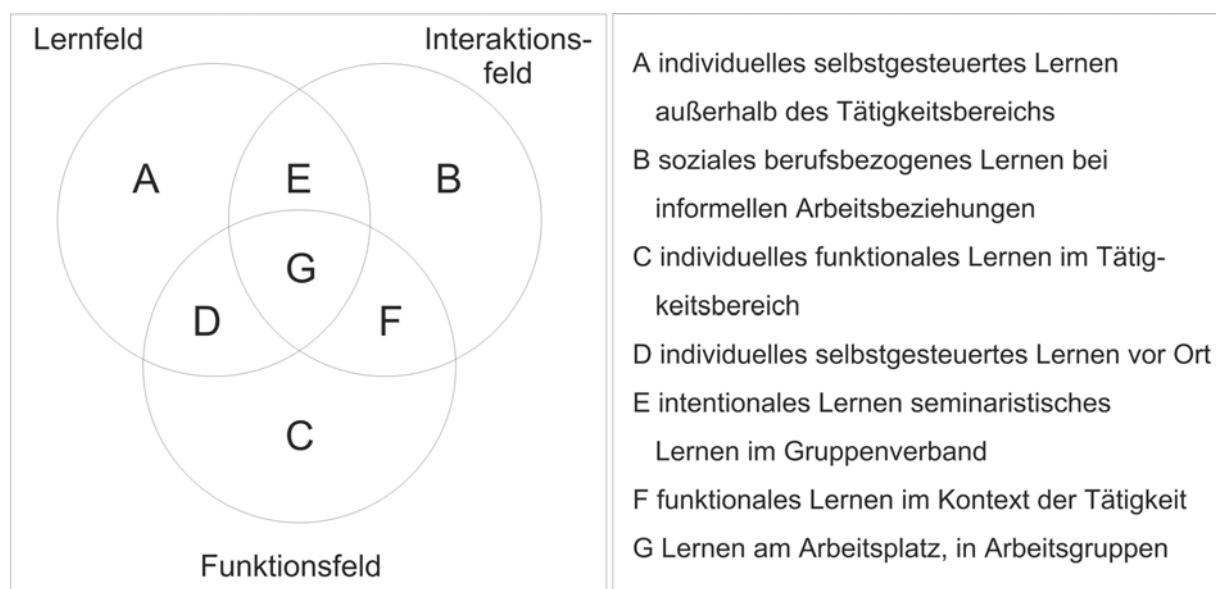 Lernfeld
Interaktions-
feld
A
E
B
G
D
F
C
Funktionsfeld
A individuelles selbstgesteuertes Lernen
außerhalb des Tätigkeitsbereichs
B soziales berufsbezogenes Lernen bei
informellen Arbeitsbeziehungen
C individuelles funktionales Lernen im Tätig-
keitsbereich
D individuelles selbstgesteuertes Lernen vor Ort
E intentionales Lernen seminaristisches
Lernen im Gruppenverband
F funktionales Lernen im Kontext der Tätigkeit
G Lernen am Arbeitsplatz, in Arbeitsgruppen